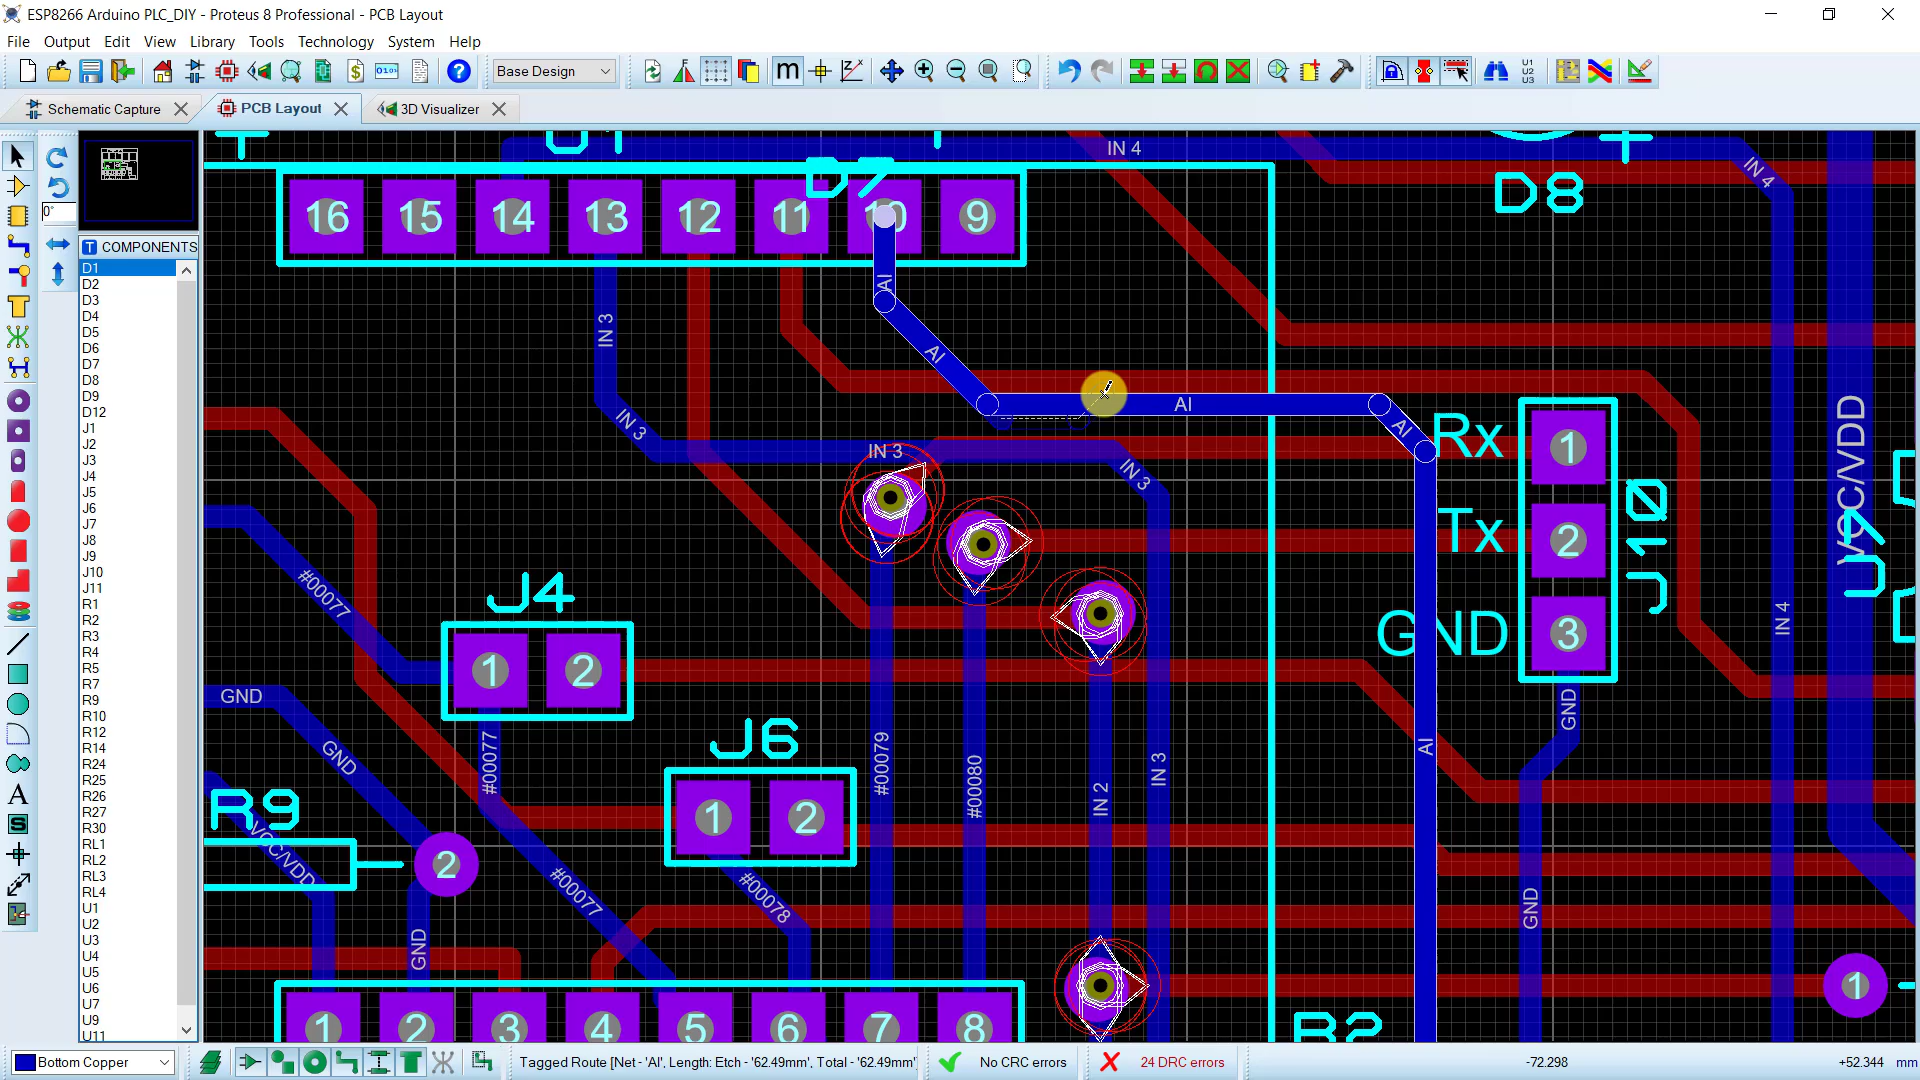 ESP8266 Arduino PLC_DIY - Proteus 8 Professional - PCB Layout
File Output Edit View Library Tools Technology System Help
Base Design
Schematic Capture PCB Layout 3D Visualizer
0°
COMPONENTS
D1
D2
D3
D4
D5
D6
D7
D8
D9
D12
J1
J2
J3
J4
J5
J6
J7
J8
J9
J10
J11
R1
R2
R3
R4
R5
R7
R9
R10
R12
R14
R24
R25
R26
R27
R30
RL1
RL2
RL3
RL4
U1
U2
U3
U4
U5
U6
U7
U9
U11
IN 4
IN 4
D7
D8
16 15 14 13 12 11 10 9
AI
IN 3
AI
AI
AI
IN 3
IN 3
IN 3
Rx 1
Tx 2
GND 3
J10
VCC/VDD
#00077
J4
1 2
IN 4
GND
GND
J6
AI
#00077
#00079
#00080
IN 2
IN 3
GND
R9
1 2
VCC/VDD
2
#00077
#00078
GND
GND
1
1 2 3 4 5 6 7 8
Bottom Copper
Tagged Route [Net - 'AI', Length: Etch - '62.49mm', Total - '62.49mm'
No CRC errors
24 DRC errors
-72.298
+52.344 mm